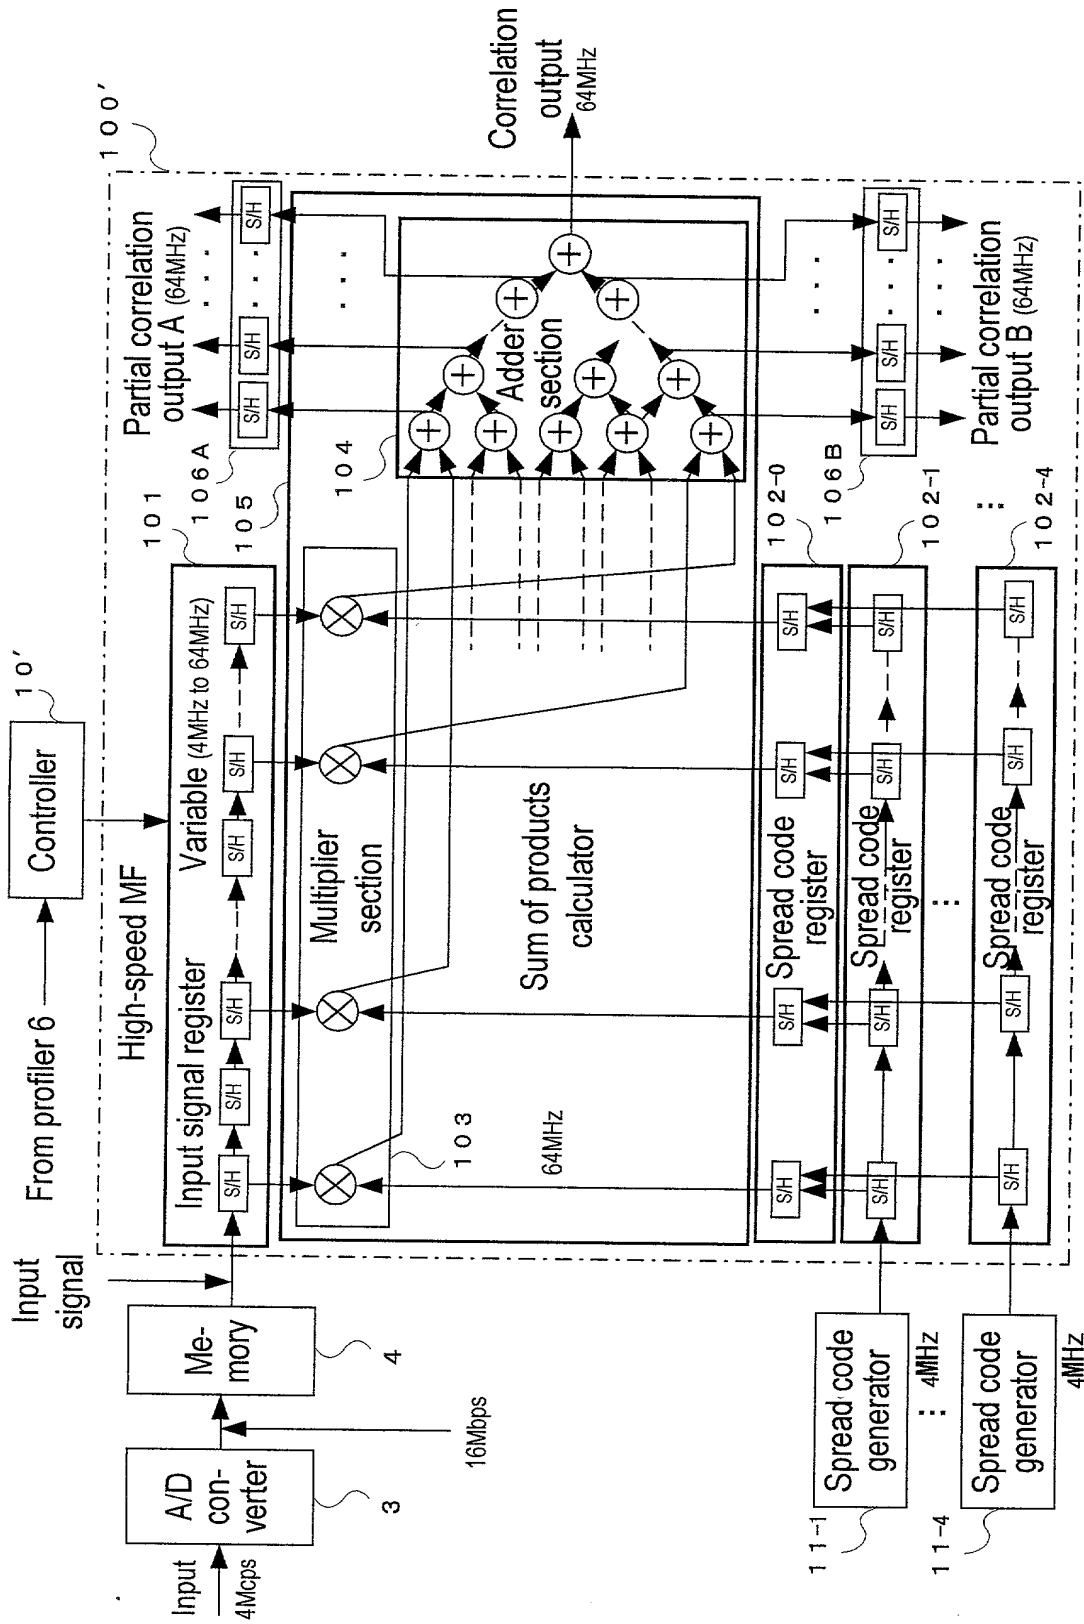 Input
4Mcps
A/D
con-
verter
3
16Mbps
Me-
mory
4
Input
signal
From profiler 6
Controller
10'
High-speed MF
100'
Input signal register
Variable (4MHz to 64MHz)
101
S/H
S/H
S/H
S/H
S/H
S/H
S/H
Partial correlation
output A (64MHz)
106A
S/H
S/H
S/H
105
Multiplier
section
103
64MHz
Sum of products
calculator
104
Adder
section
Correlation
output
64MHz
Spread code
register
102-0
S/H
S/H
S/H
S/H
106B
S/H
S/H
S/H
Partial correlation
output B (64MHz)
Spread code
register
102-1
S/H
S/H
S/H
S/H
Spread code
register
102-4
S/H
S/H
S/H
S/H
Spread code
generator
11-1
4MHz
Spread code
generator
11-4
4MHz